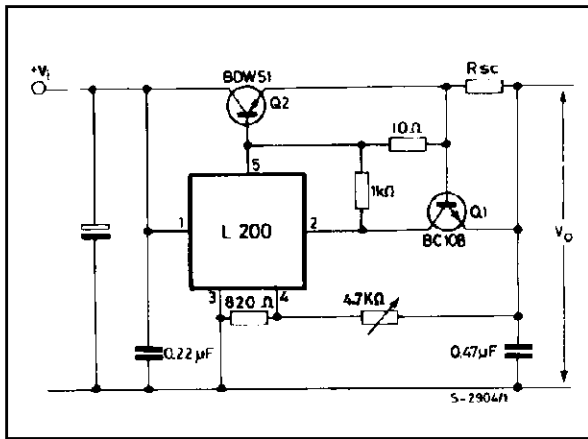 +Vi
BDW51
Q2
Rsc
10Ω
5
1kΩ
Q1
1
L 200
2
BC108
Vo
3
820 Ω
4
4.7KΩ
0.22µF
0.47µF
S-2904/1